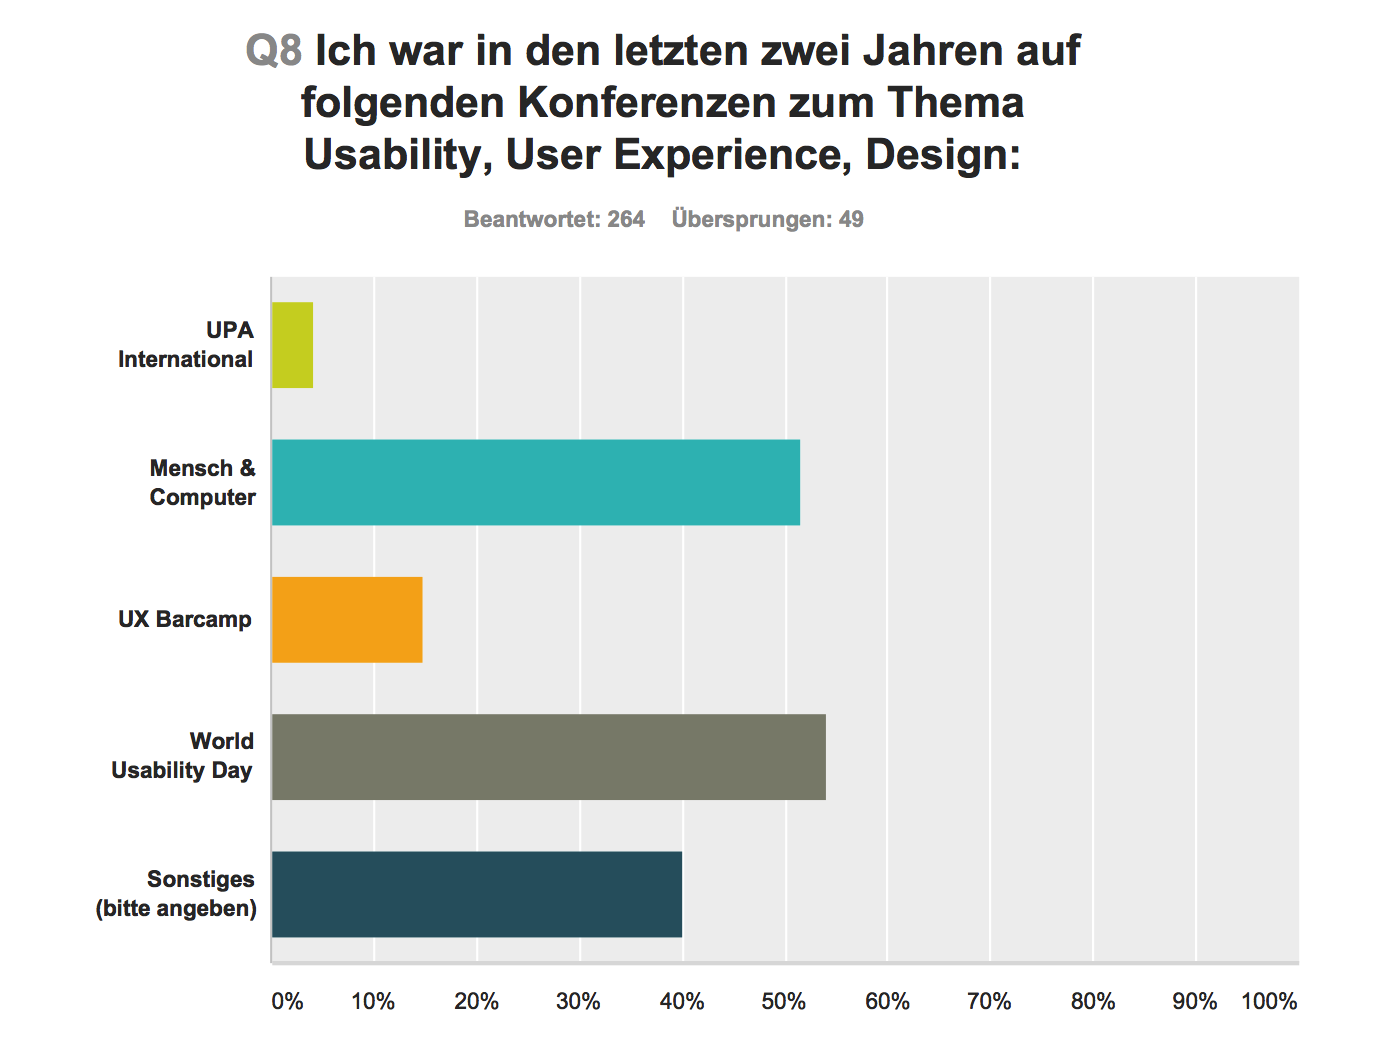 Q8 Ich war in den letzten zwei Jahren auf
folgenden Konferenzen zum Thema
Usability, User Experience, Design:
Beantwortet: 264 Übersprungen: 49
UPA
International
Mensch &
Computer
UX Barcamp
World
Usability Day
Sonstiges
(bitte angeben)
0% 10% 20% 30% 40% 50% 60% 70% 80% 90% 100%